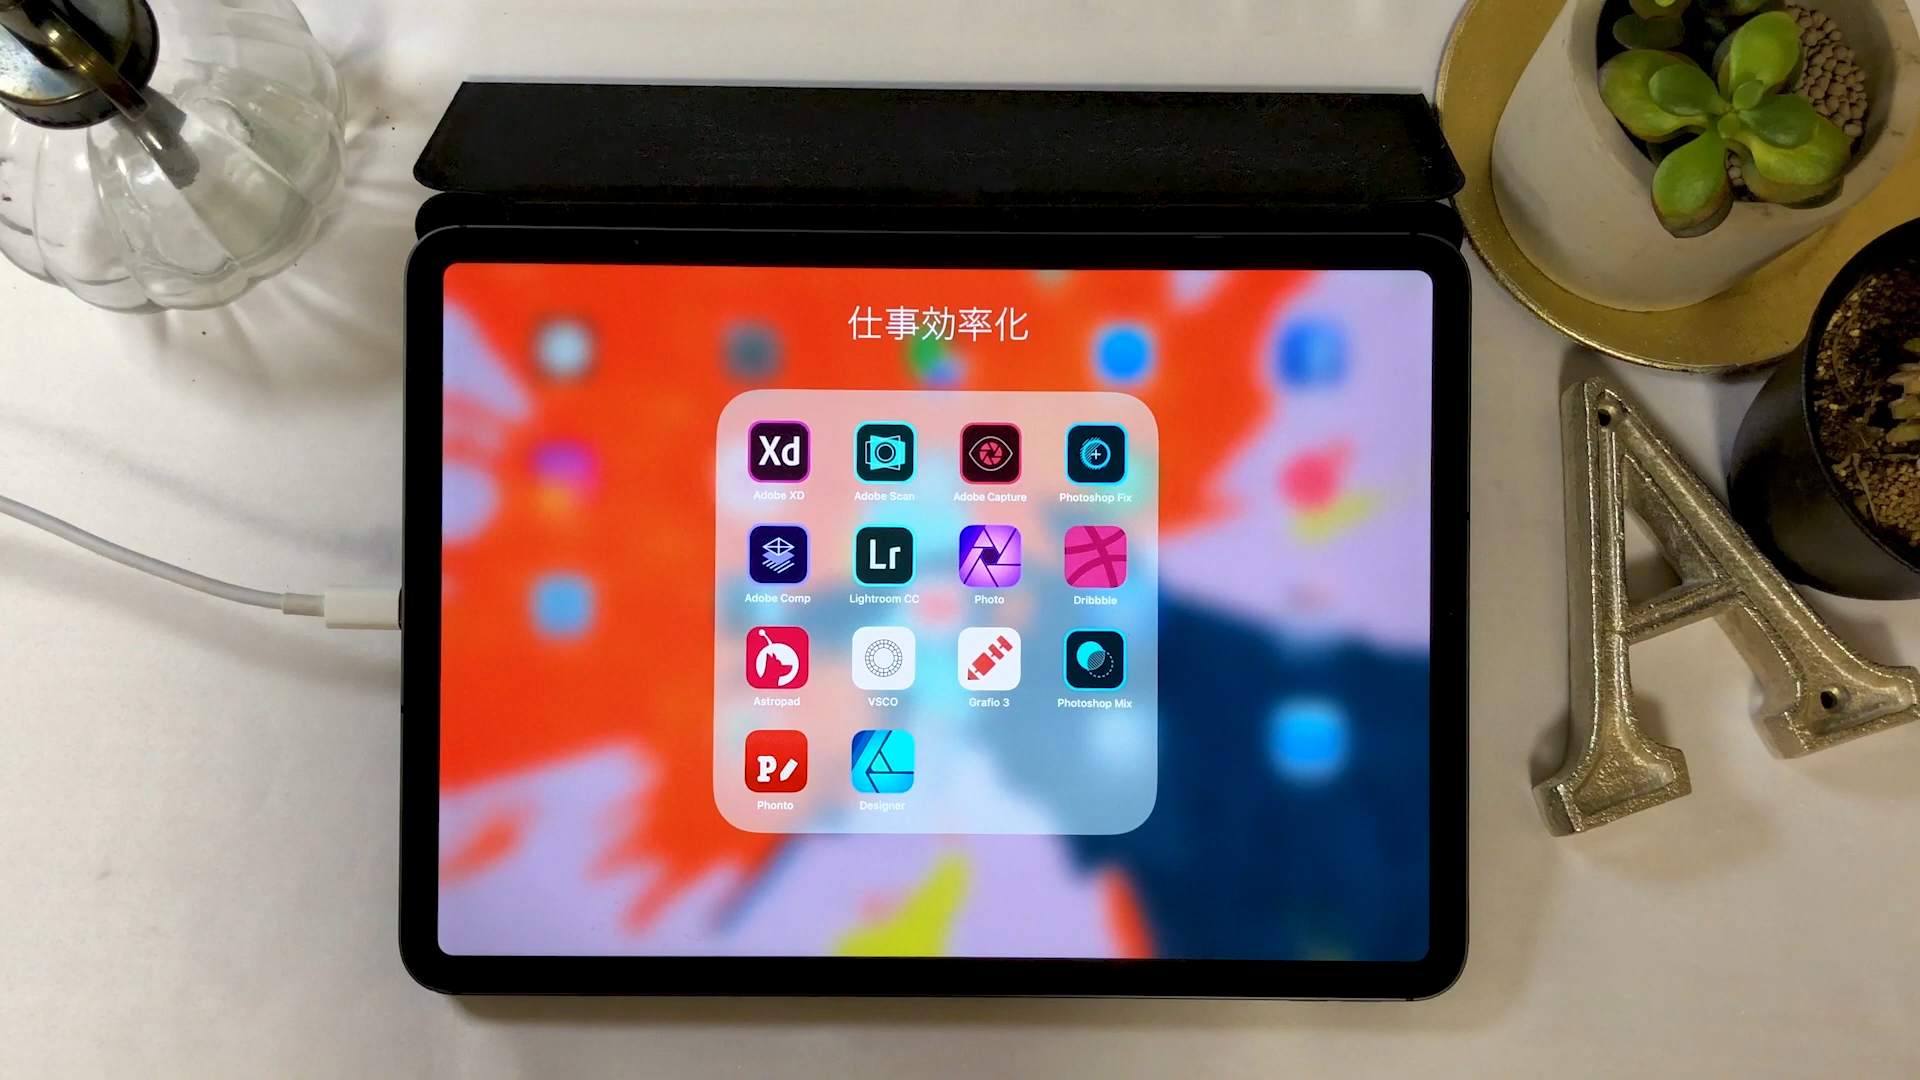 仕事効率化
Xd
Adobe XD
Adobe Scan
Adobe Capture
Photoshop Fix
Adobe Comp
Lr
Lightroom CC
Photo
Dribbble
Astropad
VSCO
Grafio 3
Photoshop Mix
P
Phonto
Designer
A